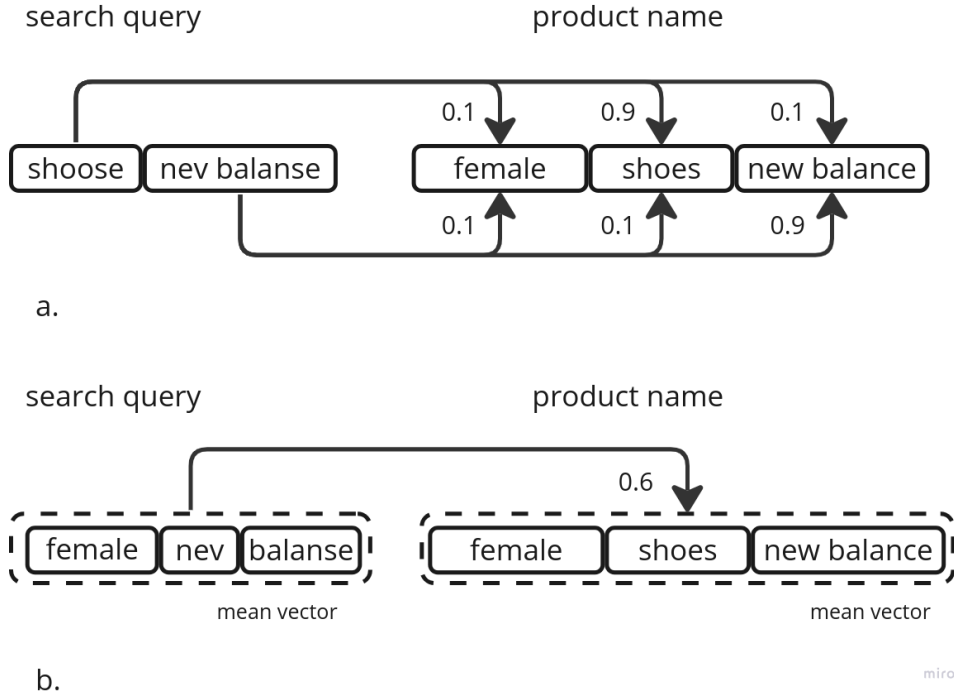 search query product name
0.1 0.9 0.1
shoose nev balanse female shoes new balance
0.1 0.1 0.9
a.
search query product name
0.6
female nev balanse female shoes new balance
mean vector mean vector
b.
miro